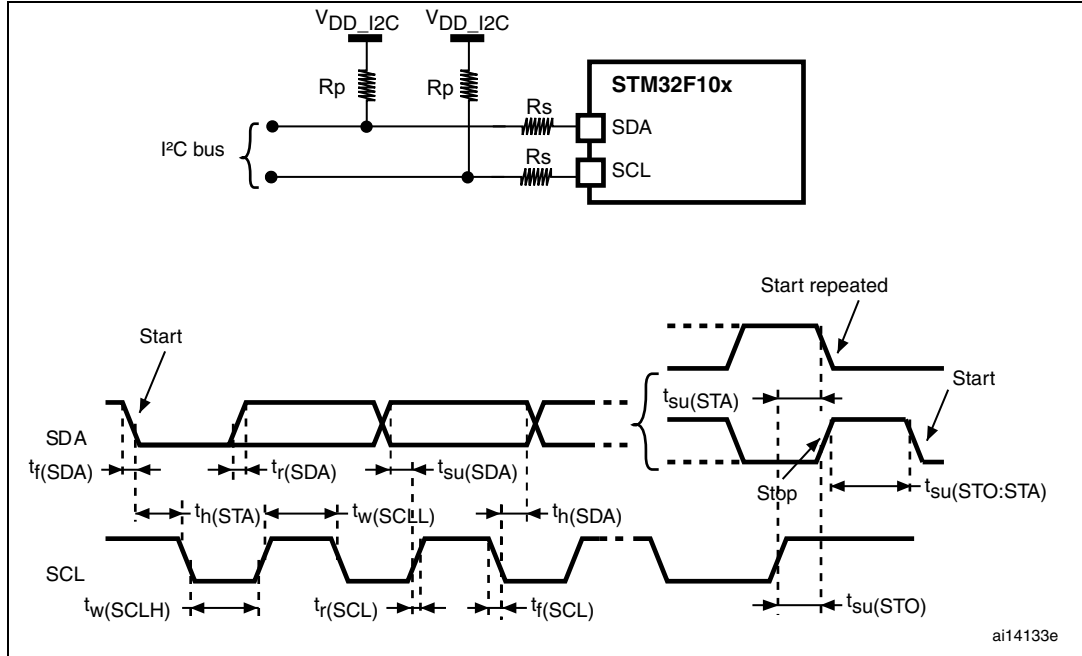 VDD_I2C VDD_I2C
STM32F10x
Rp Rp
Rs
SDA
I²C bus
Rs
SCL
Start repeated
Start
Start
tsu(STA)
SDA
tf(SDA) tr(SDA) tsu(SDA)
Stop
tsu(STO:STA)
th(STA) tw(SCLL) th(SDA)
SCL
tw(SCLH) tr(SCL) tf(SCL) tsu(STO)
ai14133e